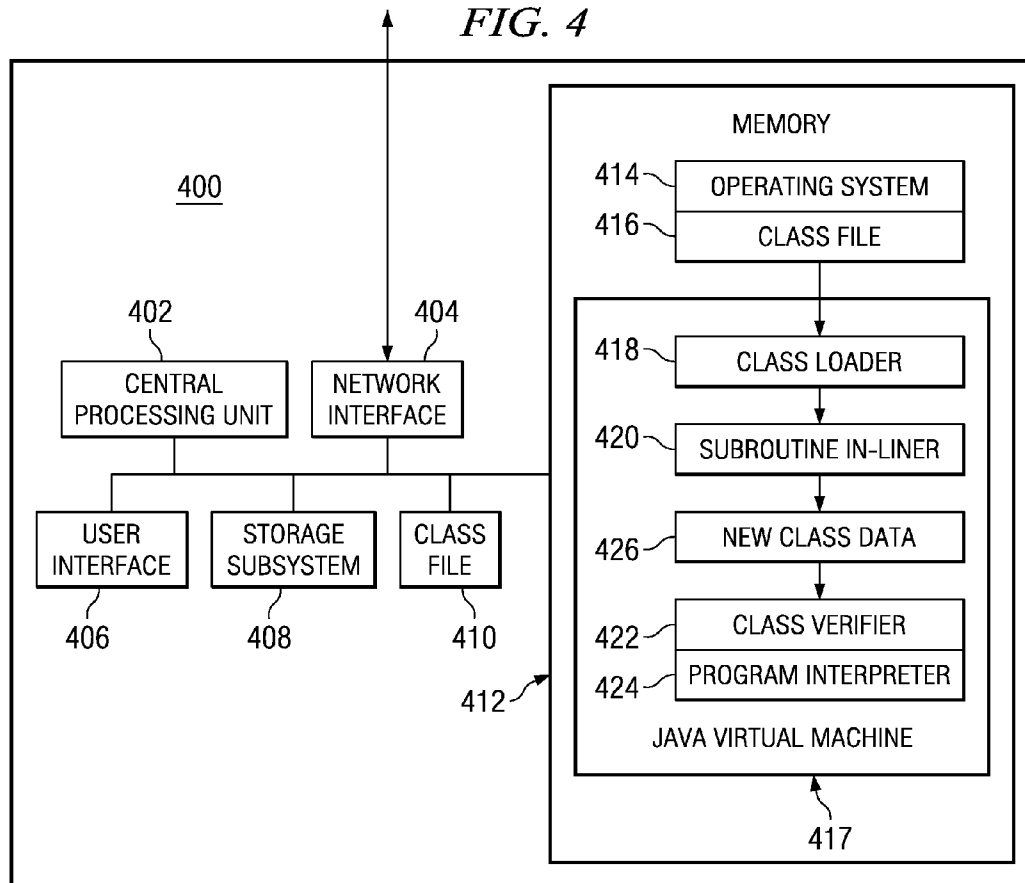 FIG. 4
400
402
CENTRAL
PROCESSING UNIT
404
NETWORK
INTERFACE
USER
INTERFACE
406
STORAGE
SUBSYSTEM
408
CLASS
FILE
410
412
MEMORY
414
OPERATING SYSTEM
416
CLASS FILE
418
CLASS LOADER
420
SUBROUTINE IN-LINER
426
NEW CLASS DATA
422
CLASS VERIFIER
424
PROGRAM INTERPRETER
JAVA VIRTUAL MACHINE
417